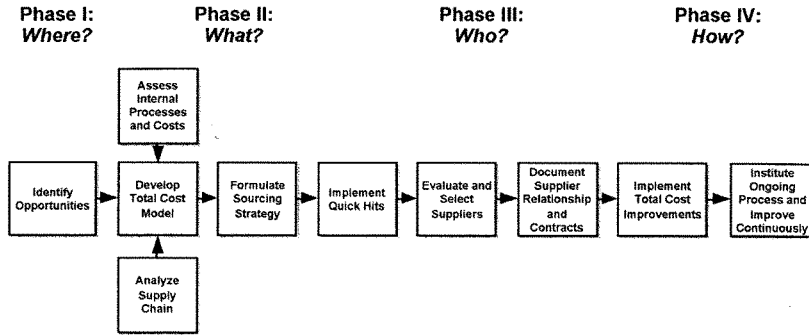 Phase I:
Where?
Phase II:
What?
Phase III:
Who?
Phase IV:
How?
Assess
Internal
Processes
and Costs
Identify
Opportunities
Develop
Total Cost
Model
Formulate
Sourcing
Strategy
Implement
Quick Hits
Evaluate and
Select
Suppliers
Document
Supplier
Relationship
and
Contracts
Implement
Total Cost
Improvements
Institute
Ongoing
Process and
Improve
Continuously
Analyze
Supply
Chain